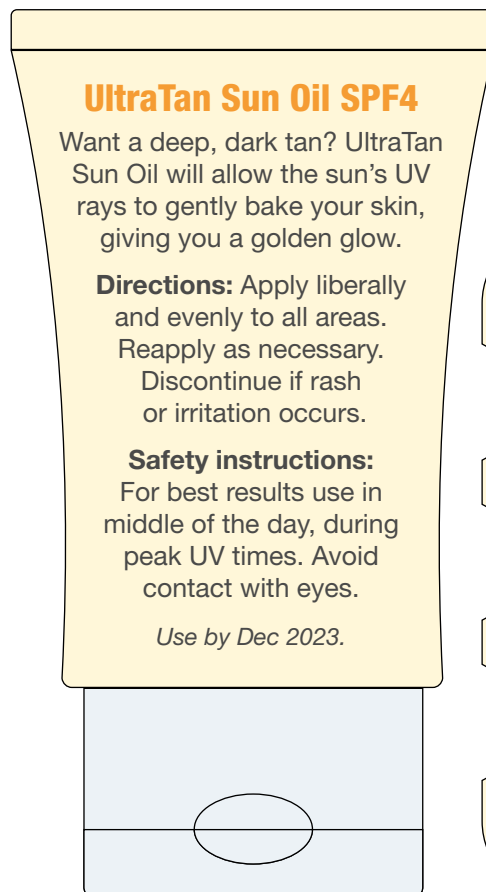 UltraTan Sun Oil SPF4
Want a deep, dark tan? UltraTan
Sun Oil will allow the sun’s UV
rays to gently bake your skin,
giving you a golden glow.
Directions: Apply liberally
and evenly to all areas.
Reapply as necessary.
Discontinue if rash
or irritation occurs.
Safety instructions:
For best results use in
middle of the day, during
peak UV times. Avoid
contact with eyes.
Use by Dec 2023.